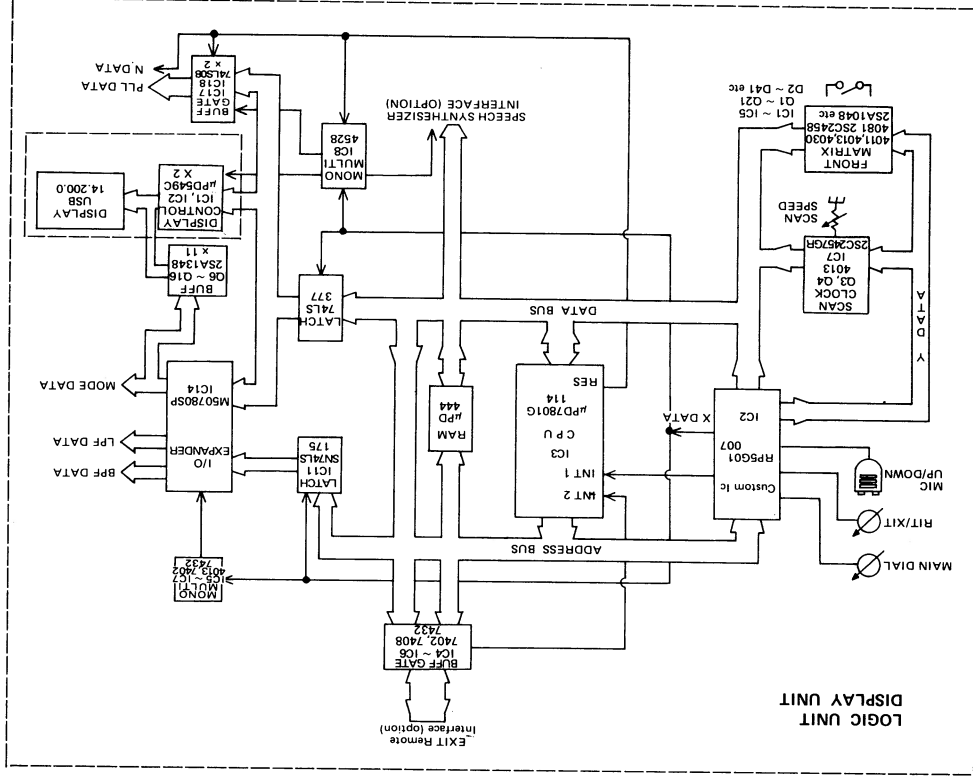 LOGIC UNIT
DISPLAY UNIT
EXIT Remote
Interface (option)
BUFF GATE
IC4 ~ IC6
7402, 7408
7432
MAIN DIAL
RIT/XIT
MIC
UP/DOWN
Custom Ic
RP5G01
007
IC2
ADDRESS BUS
INT 2
INT 1
IC3
CPU
µPD7801G
114
RES
X DATA
RAM
µPD
444
LATCH
IC11
SN74LS
175
MONO
MULTI
IC5 ~ IC7
4013, 7402
7432
I/O
EXPANDER
IC14
M50780SP
BPF DATA
LPF DATA
MODE DATA
Y DATA
DATA BUS
LATCH
74LS
377
SCAN
CLOCK
Q3, Q4
4013
IC7
2SC2457GR
SCAN
SPEED
BUFF
Q6 ~ Q16
2SA1348
× 11
DISPLAY
CONTROL
IC1, IC2
µPD549C
× 2
DISPLAY
USB
14.200.0
FRONT
MATRIX
4081 2SC2458
4011,4013,4030
2SA1048 etc
IC1 ~ IC5
Q1 ~ Q21
D2 ~ D41 etc
SPEECH SYNTHESIZER
INTERFACE (OPTION)
MONO
MULTI
IC8
4528
BUFF
GATE
IC17
IC18
74LS08
× 2
PLL DATA
N. DATA